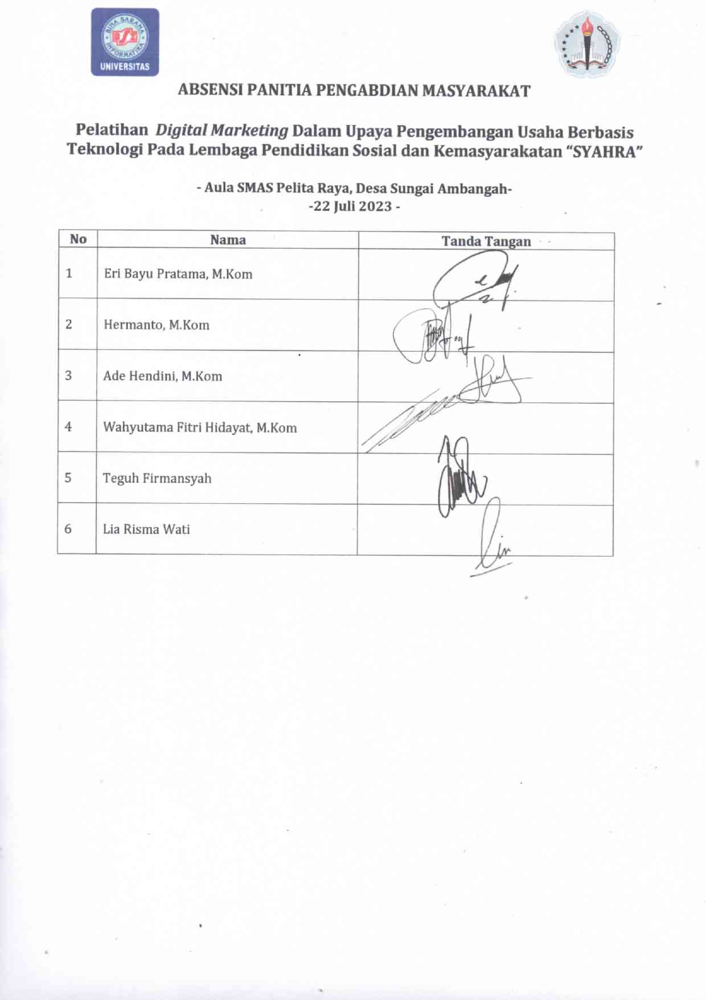 BINA SARANA
BSI
INFORMATIKA
UNIVERSITAS
ABSENSI PANITIA PENGABDIAN MASYARAKAT
Pelatihan Digital Marketing Dalam Upaya Pengembangan Usaha Berbasis
Teknologi Pada Lembaga Pendidikan Sosial dan Kemasyarakatan “SYAHRA”
- Aula SMAS Pelita Raya, Desa Sungai Ambangah-
-22 Juli 2023 -
No Nama Tanda Tangan
1 Eri Bayu Pratama, M.Kom
2 Hermanto, M.Kom
3 Ade Hendini, M.Kom
4 Wahyutama Fitri Hidayat, M.Kom
5 Teguh Firmansyah
6 Lia Risma Wati